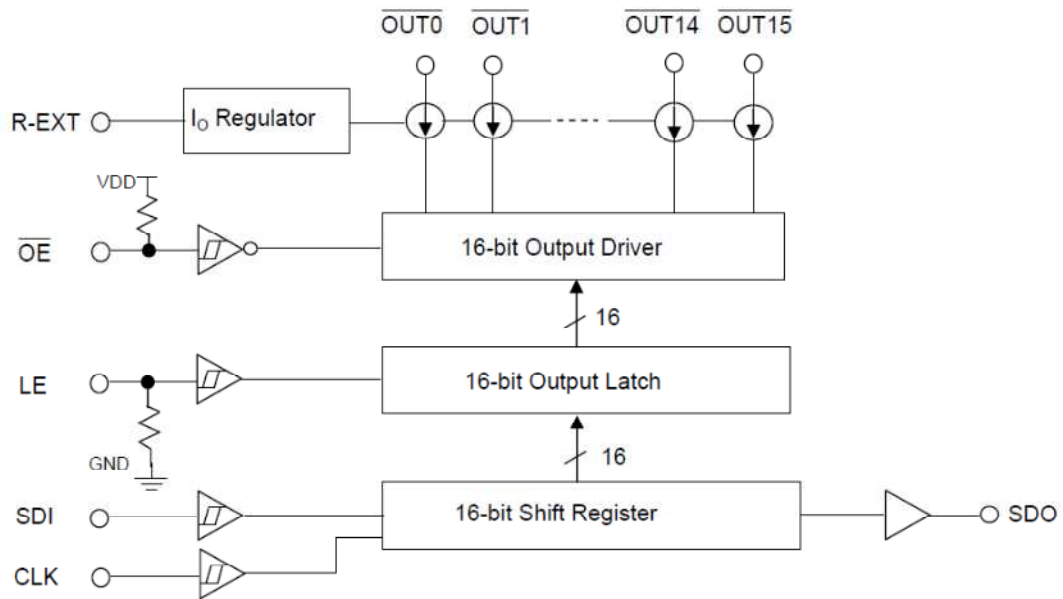 OUT0 OUT1 OUT14 OUT15
R-EXT IO Regulator
VDD
OE 16-bit Output Driver
16
LE 16-bit Output Latch
GND 16
SDI 16-bit Shift Register SDO
CLK